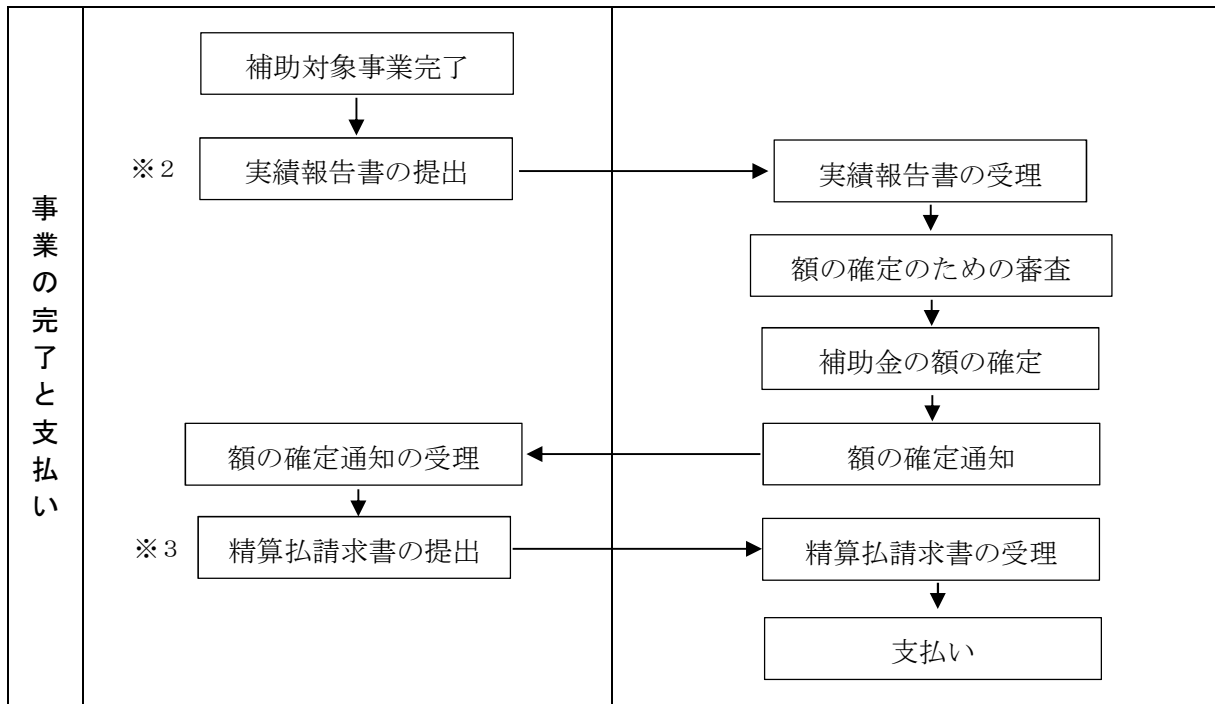 事業の完了と支払い
補助対象事業完了
※2 実績報告書の提出
実績報告書の受理
額の確定のための審査
補助金の額の確定
額の確定通知
額の確定通知の受理
※3 精算払請求書の提出
精算払請求書の受理
支払い